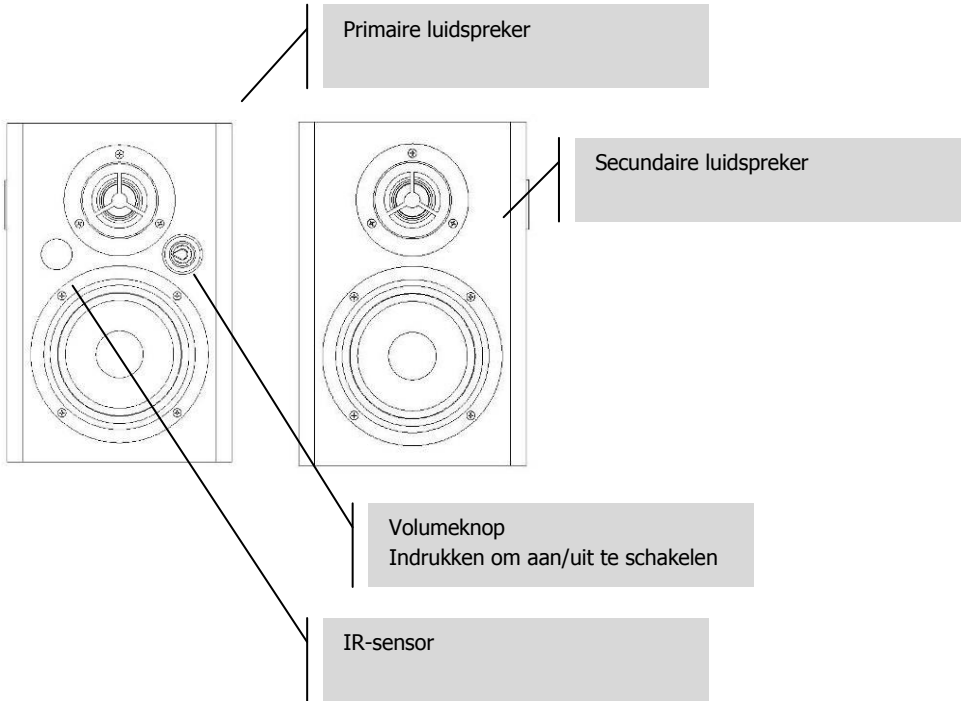 Primaire luidspreker
Secundaire luidspreker
Volumeknop
Indrukken om aan/uit te schakelen
IR-sensor